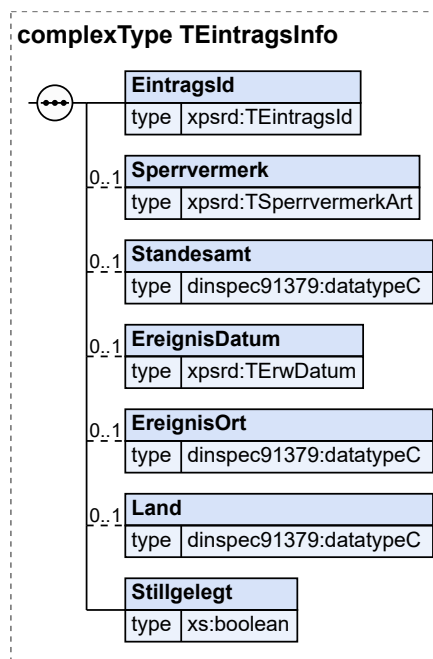 complexType TEintragsInfo
EintragsId
type xpsrd:TEintragsId
0..1
Sperrvermerk
type xpsrd:TSperrvermerkArt
0..1
Standesamt
type dinspec91379:datatypeC
0..1
EreignisDatum
type xpsrd:TErwDatum
0..1
EreignisOrt
type dinspec91379:datatypeC
0..1
Land
type dinspec91379:datatypeC
Stillgelegt
type xs:boolean